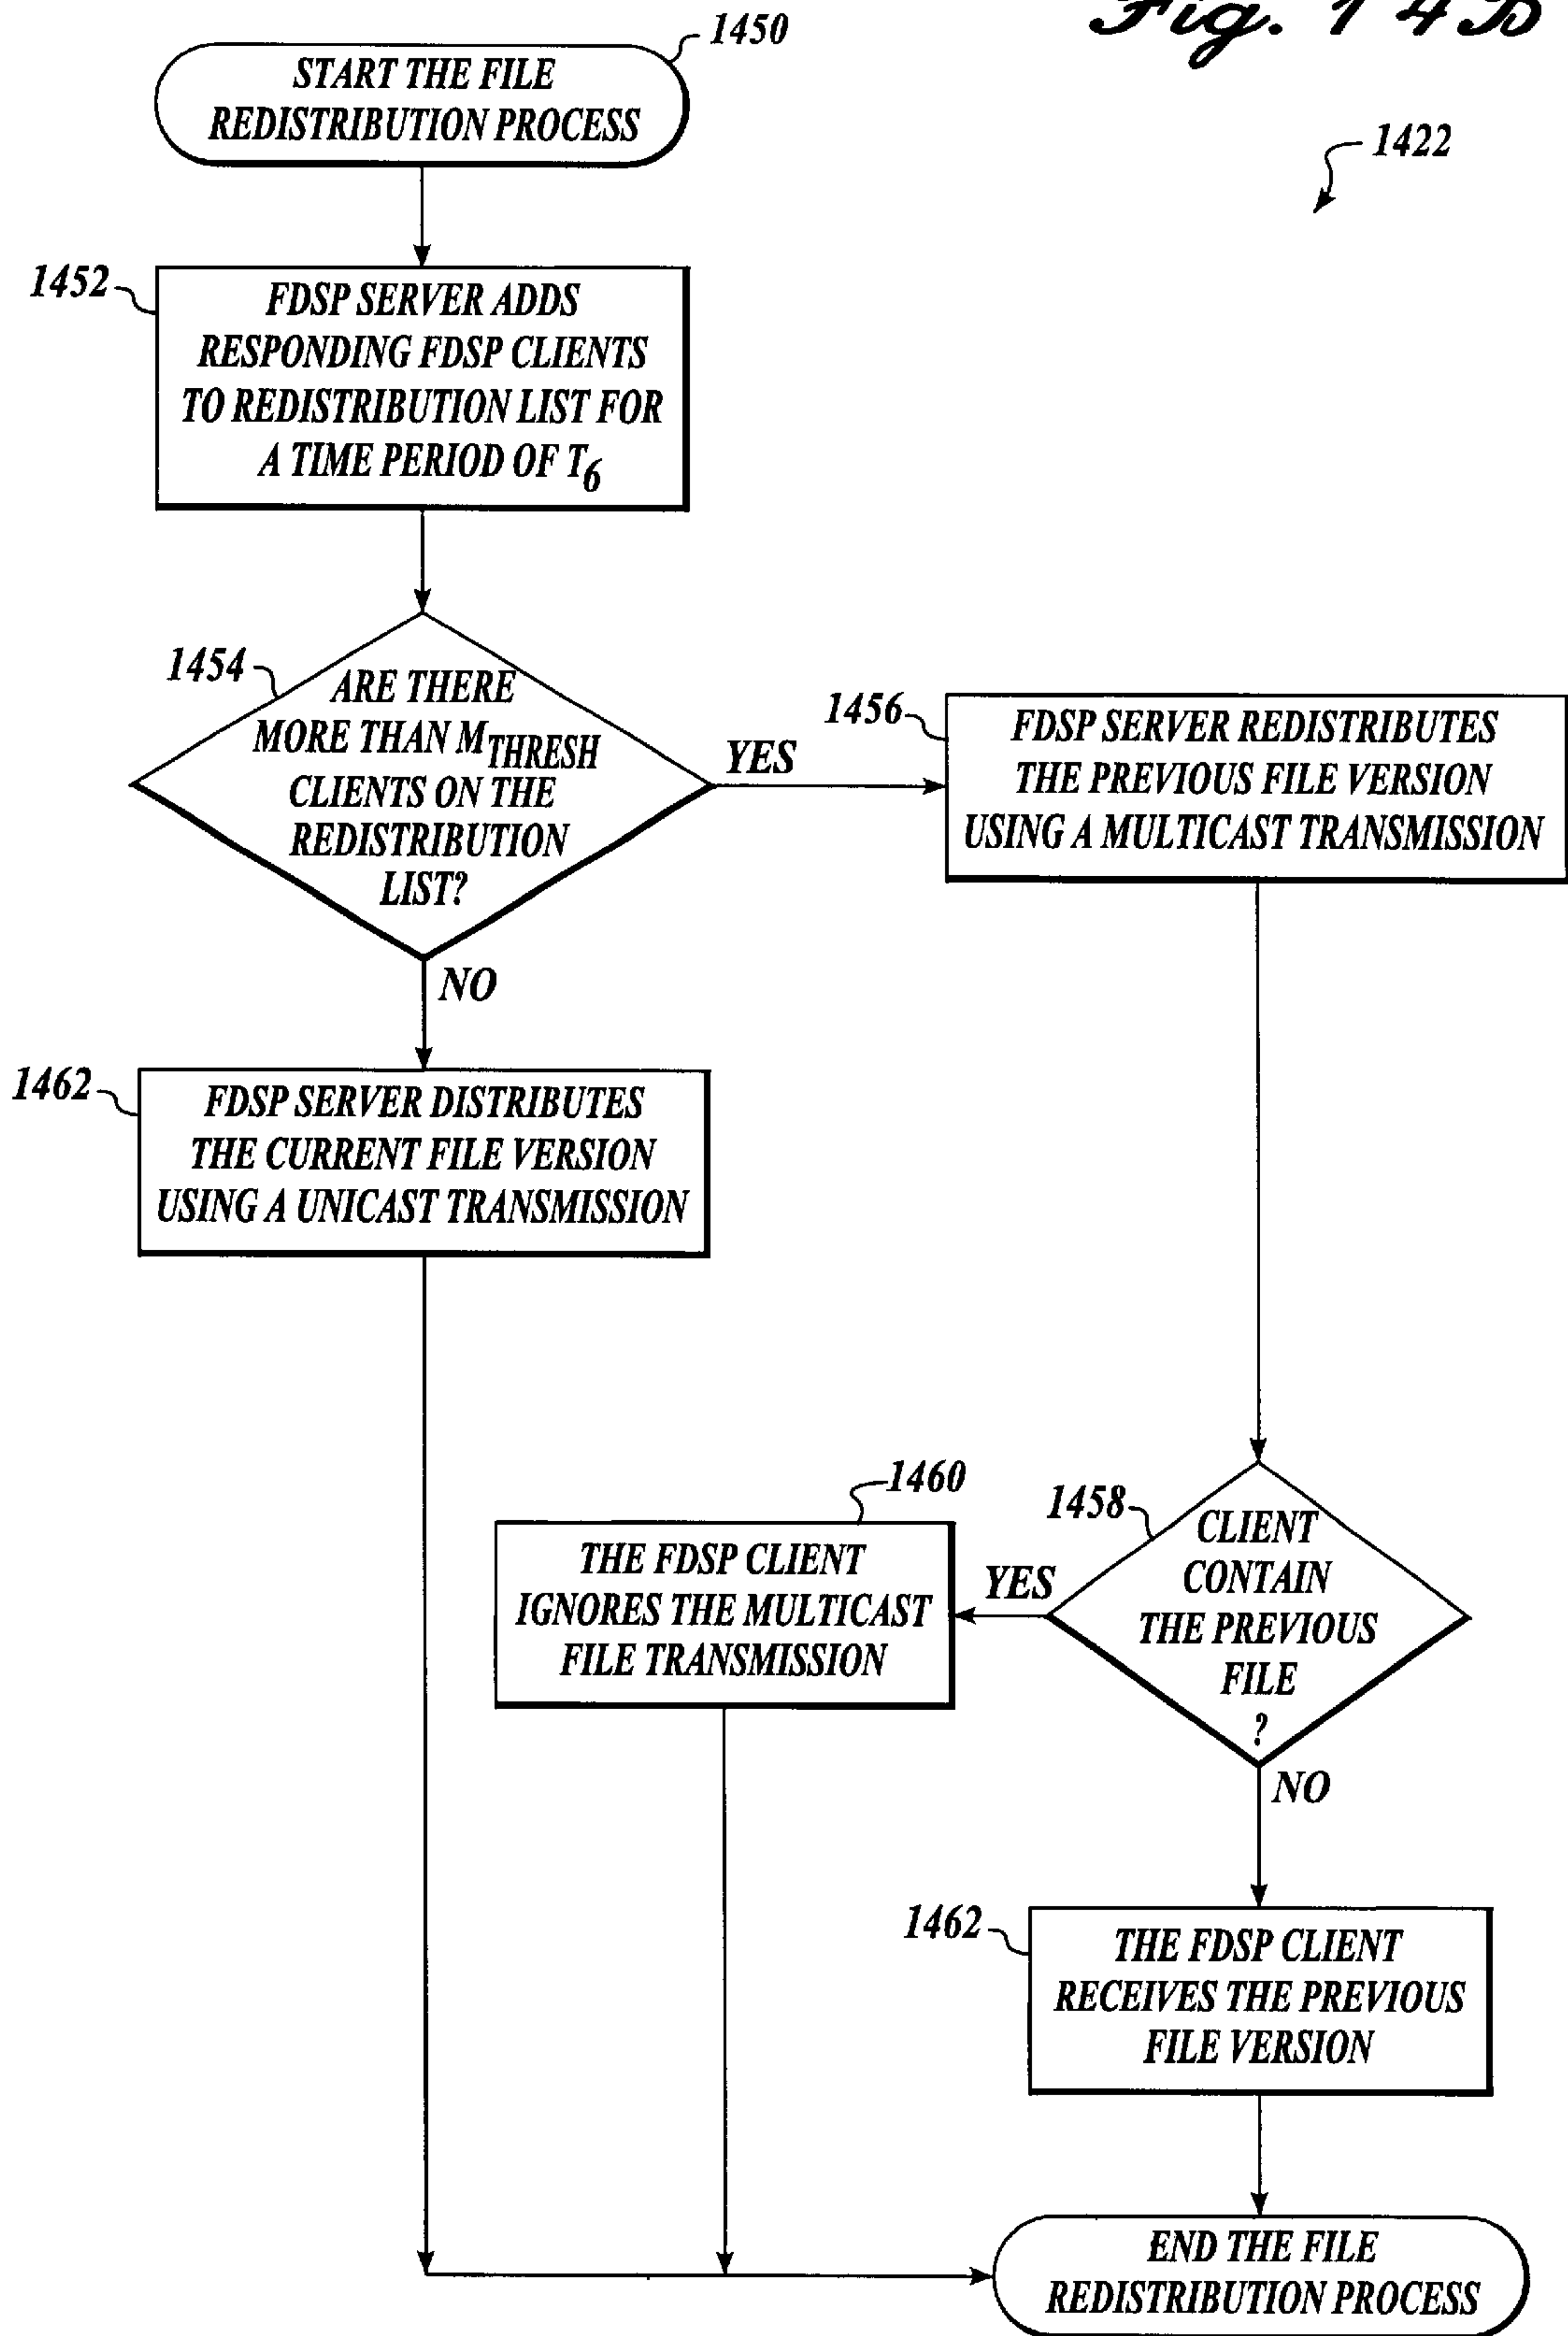 Fig. 14B
1450
START THE FILE
REDISTRIBUTION PROCESS
1422
1452
FDSP SERVER ADDS
RESPONDING FDSP CLIENTS
TO REDISTRIBUTION LIST FOR
A TIME PERIOD OF T6
1454
ARE THERE
MORE THAN MTHRESH
CLIENTS ON THE
REDISTRIBUTION
LIST?
YES
1456
FDSP SERVER REDISTRIBUTES
THE PREVIOUS FILE VERSION
USING A MULTICAST TRANSMISSION
NO
1462
FDSP SERVER DISTRIBUTES
THE CURRENT FILE VERSION
USING A UNICAST TRANSMISSION
1458
CLIENT
CONTAIN
THE PREVIOUS
FILE
?
YES
1460
THE FDSP CLIENT
IGNORES THE MULTICAST
FILE TRANSMISSION
NO
1462
THE FDSP CLIENT
RECEIVES THE PREVIOUS
FILE VERSION
END THE FILE
REDISTRIBUTION PROCESS